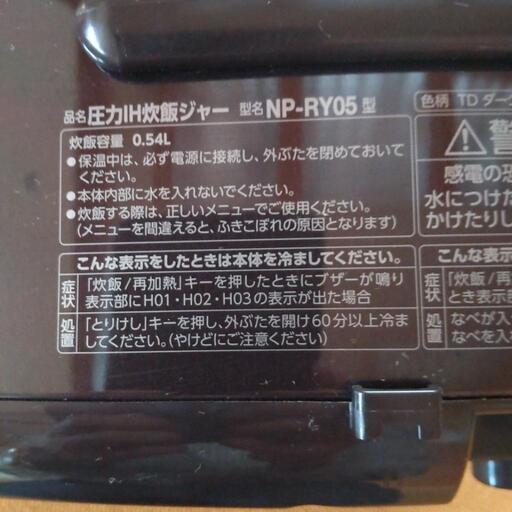 品名 圧力IH炊飯ジャー 型名 NP-RY05 型
色柄 TD ダーク
炊飯容量 0.54L
●保温中は、必ず電源に接続し、外ぶたを閉めておいて
ください。
●本体内部に水を入れないでください。
●炊飯する際は、正しいメニューでご使用ください。
(メニューを間違えると、ふきこぼれの原因となります)
こんな表示をしたときは本体を冷ましてください。
症状 「炊飯/再加熱」キーを押したときにブザーが鳴り
表示部にH01・H02・H03の表示が出た場合
処置 「とりけし」キーを押し、外ぶたを開け60分以上冷ま
してください。(やけどにご注意ください)
警
感電の恐
水につけた
かけたりし
こんな表
症状 「炊飯/再
とき表示
処置 なべが入
なべを入